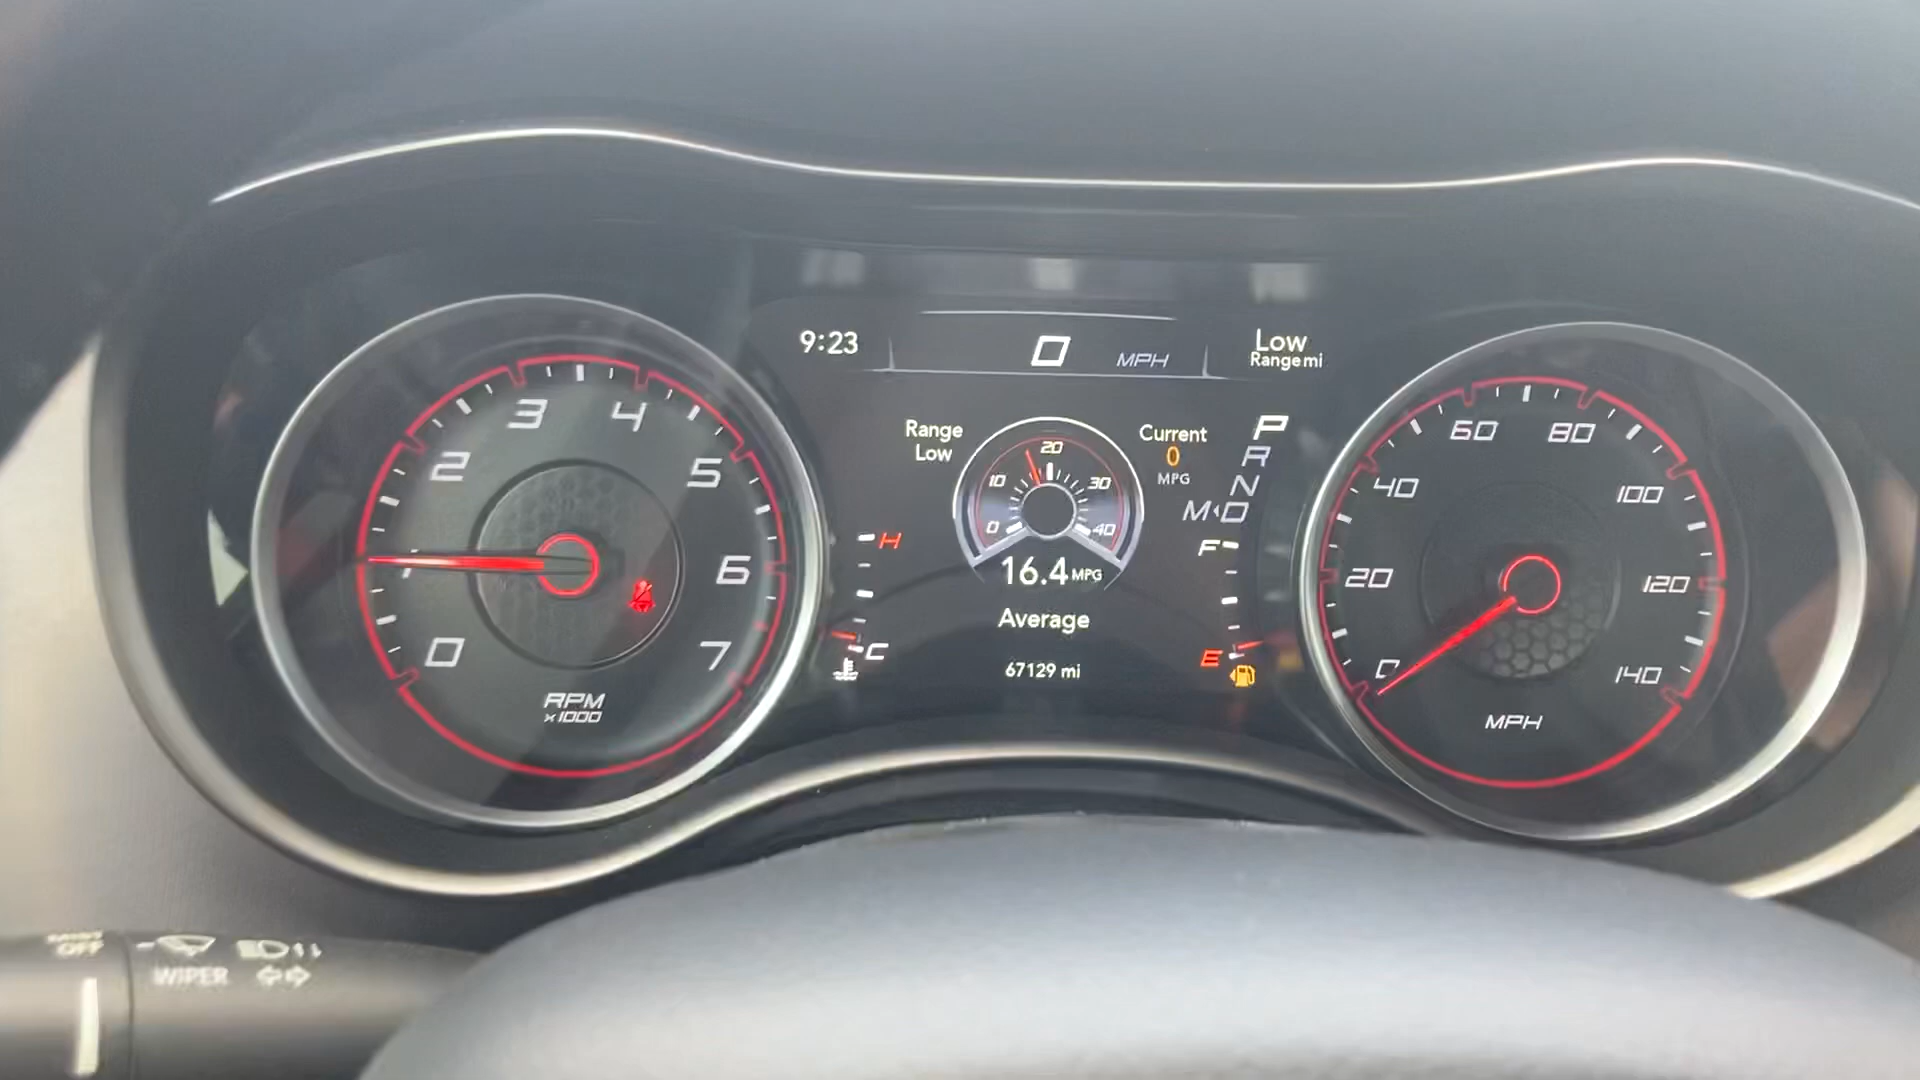 9:23
0 MPH
Low
Range mi
Range
Low
Current
0
MPG
0 10 20 30 40
16.4 MPG
Average
67129 mi
P
R
N
M D
H
C
F
E
0 1 2 3 4 5 6 7
RPM
x1000
0 20 40 60 80 100 120 140
MPH
OFF
WIPER